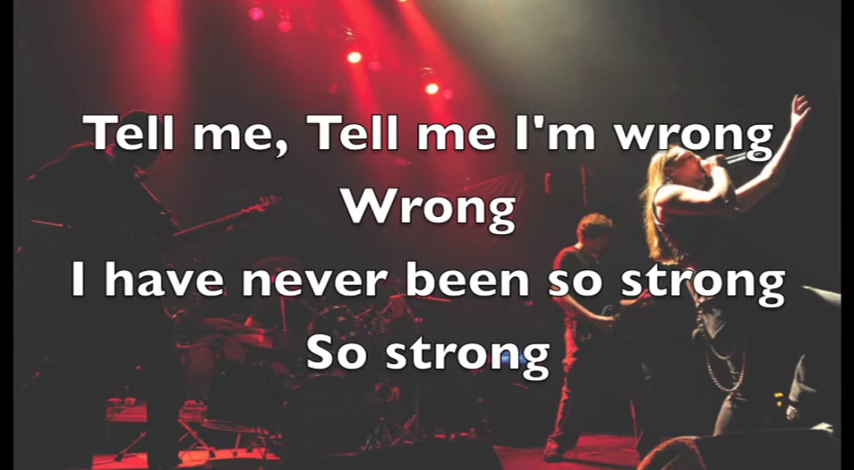 Tell me, Tell me I'm wrong
Wrong
I have never been so strong
So strong